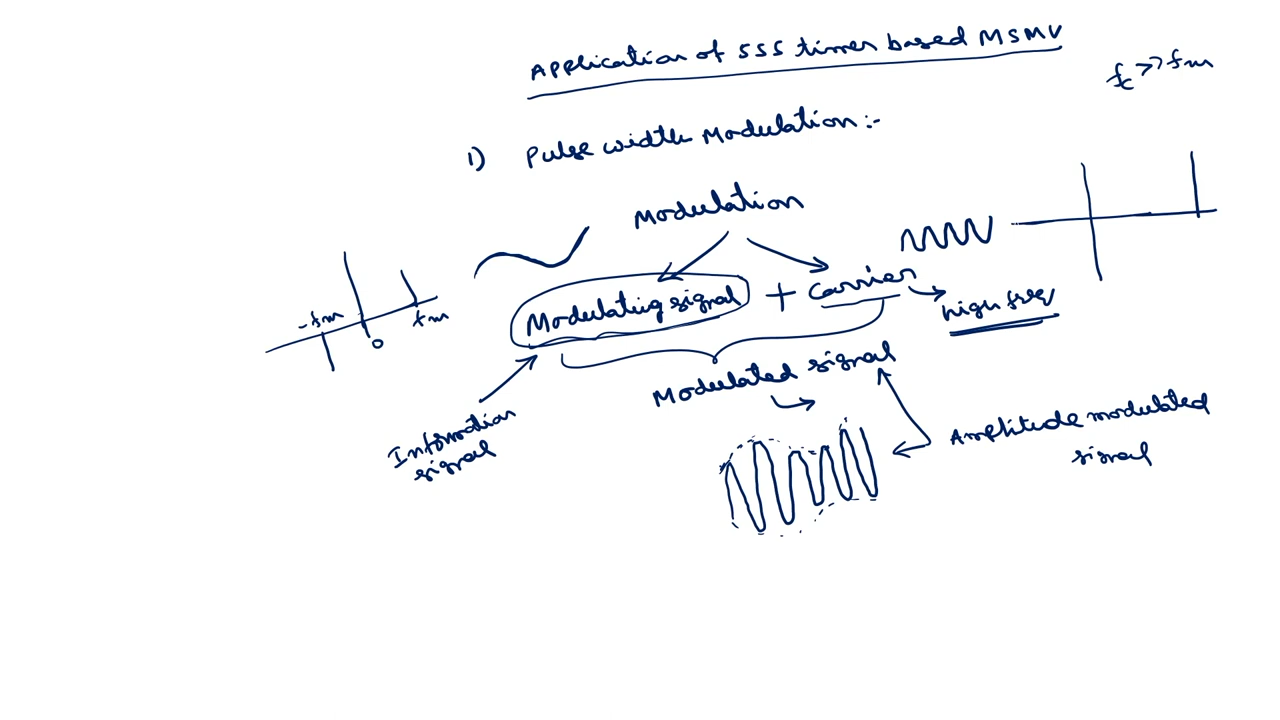 Application of 555 timer based MSMV
fc >> fm
1) Pulse width Modulation :-
Modulation
Modulating signal + Carrier
high freq
-fm
0
fm
Modulated signal
Information
signal
Amplitude modulated
signal